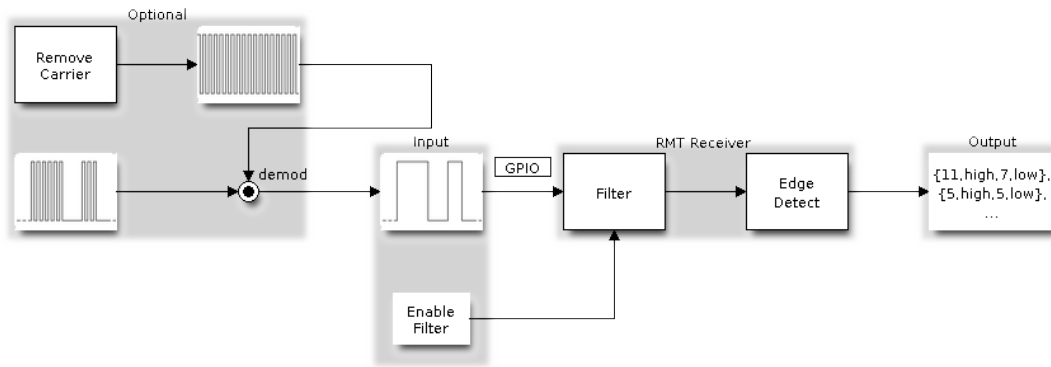 Optional
Remove
Carrier
demod
Input
GPIO
Enable
Filter
RMT Receiver
Filter
Edge
Detect
Output
{11,high,7,low},
{5,high,5,low},
...